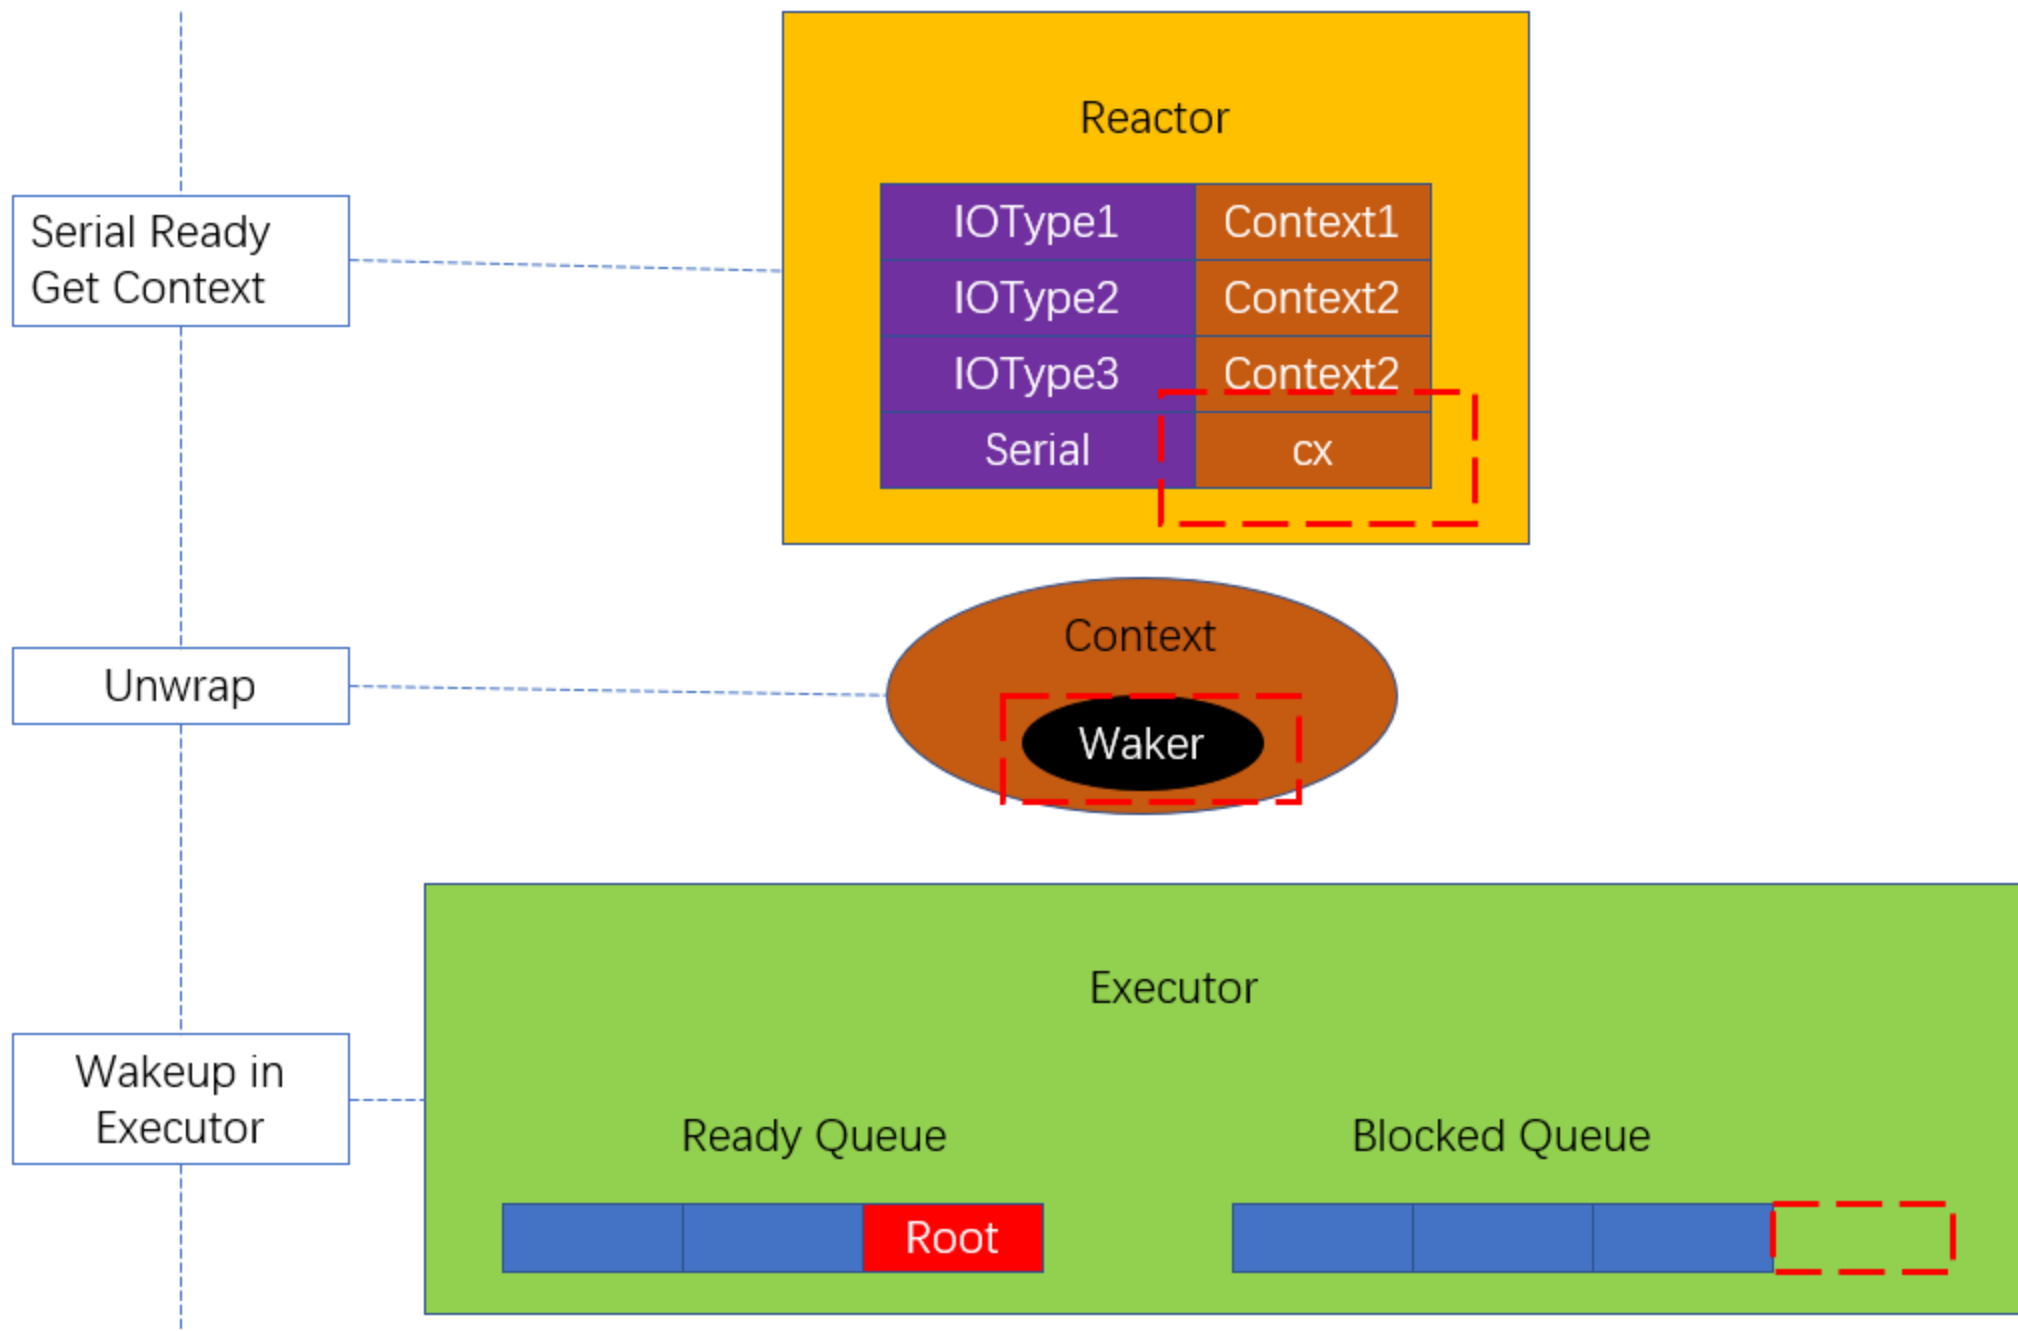 Reactor
IOType1 Context1
Serial Ready
Get Context
IOType2 Context2
IOType3 Context2
Serial cx
Context
Unwrap
Waker
Executor
Wakeup in
Executor
Ready Queue Blocked Queue
Root